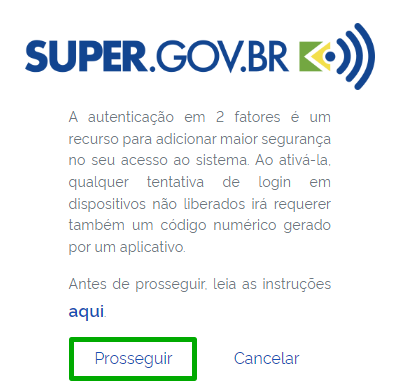 SUPER.GOV.BR
A autenticação em 2 fatores é um
recurso para adicionar maior segurança
no seu acesso ao sistema. Ao ativá-la,
qualquer tentativa de login em
dispositivos não liberados irá requerer
também um código numérico gerado
por um aplicativo.
Antes de prosseguir, leia as instruções
aqui.
Prosseguir
Cancelar